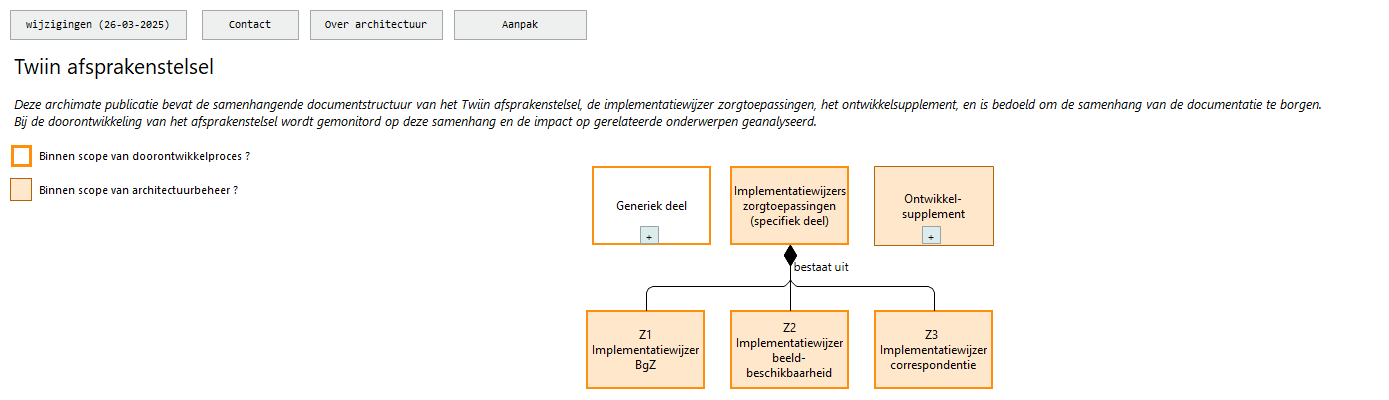 wijzigingen (26-03-2025)
Contact
Over architectuur
Aanpak
Twiin afsprakenstelsel
Deze archimate publicatie bevat de samenhangende documentstructuur van het Twiin afsprakenstelsel, de implementatiewijzer zorgtoepassingen, het ontwikkelsupplement, en is bedoeld om de samenhang van de documentatie te borgen.
Bij de doorontwikkeling van het afsprakenstelsel wordt gemonitord op deze samenhang en de impact op gerelateerde onderwerpen geanalyseerd.
Binnen scope van doorontwikkelproces ?
Binnen scope van architectuurbeheer ?
Generiek deel
+
Implementatiewijzers
zorgtoepassingen
(specifiek deel)
Ontwikkel-
supplement
+
bestaat uit
Z1
Implementatiewijzer
BgZ
Z2
Implementatiewijzer
beeld-
beschikbaarheid
Z3
Implementatiewijzer
correspondentie